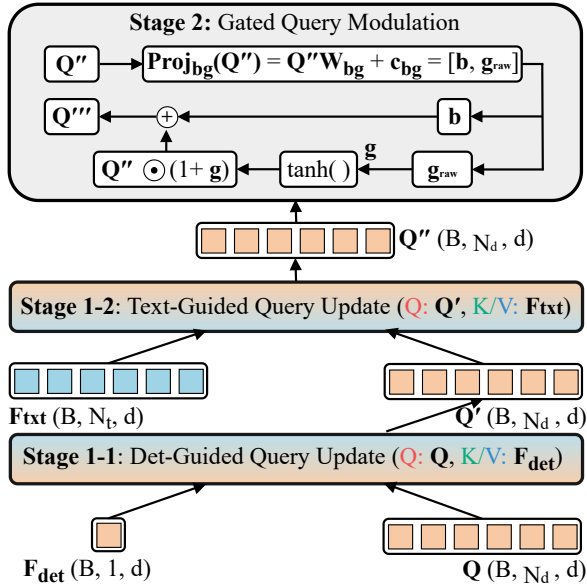 Stage 2: Gated Query Modulation
Q″ Proj_bg(Q″) = Q″W_bg + c_bg = [b, g_raw]
Q‴ + b
g
Q″ ⊙ (1+ g) tanh( ) g_raw
Q″ (B, N_d, d)
Stage 1-2: Text-Guided Query Update (Q: Q′, K/V: Ftxt)
Ftxt (B, N_t, d) Q′ (B, N_d, d)
Stage 1-1: Det-Guided Query Update (Q: Q, K/V: F_det)
F_det (B, 1, d) Q (B, N_d, d)